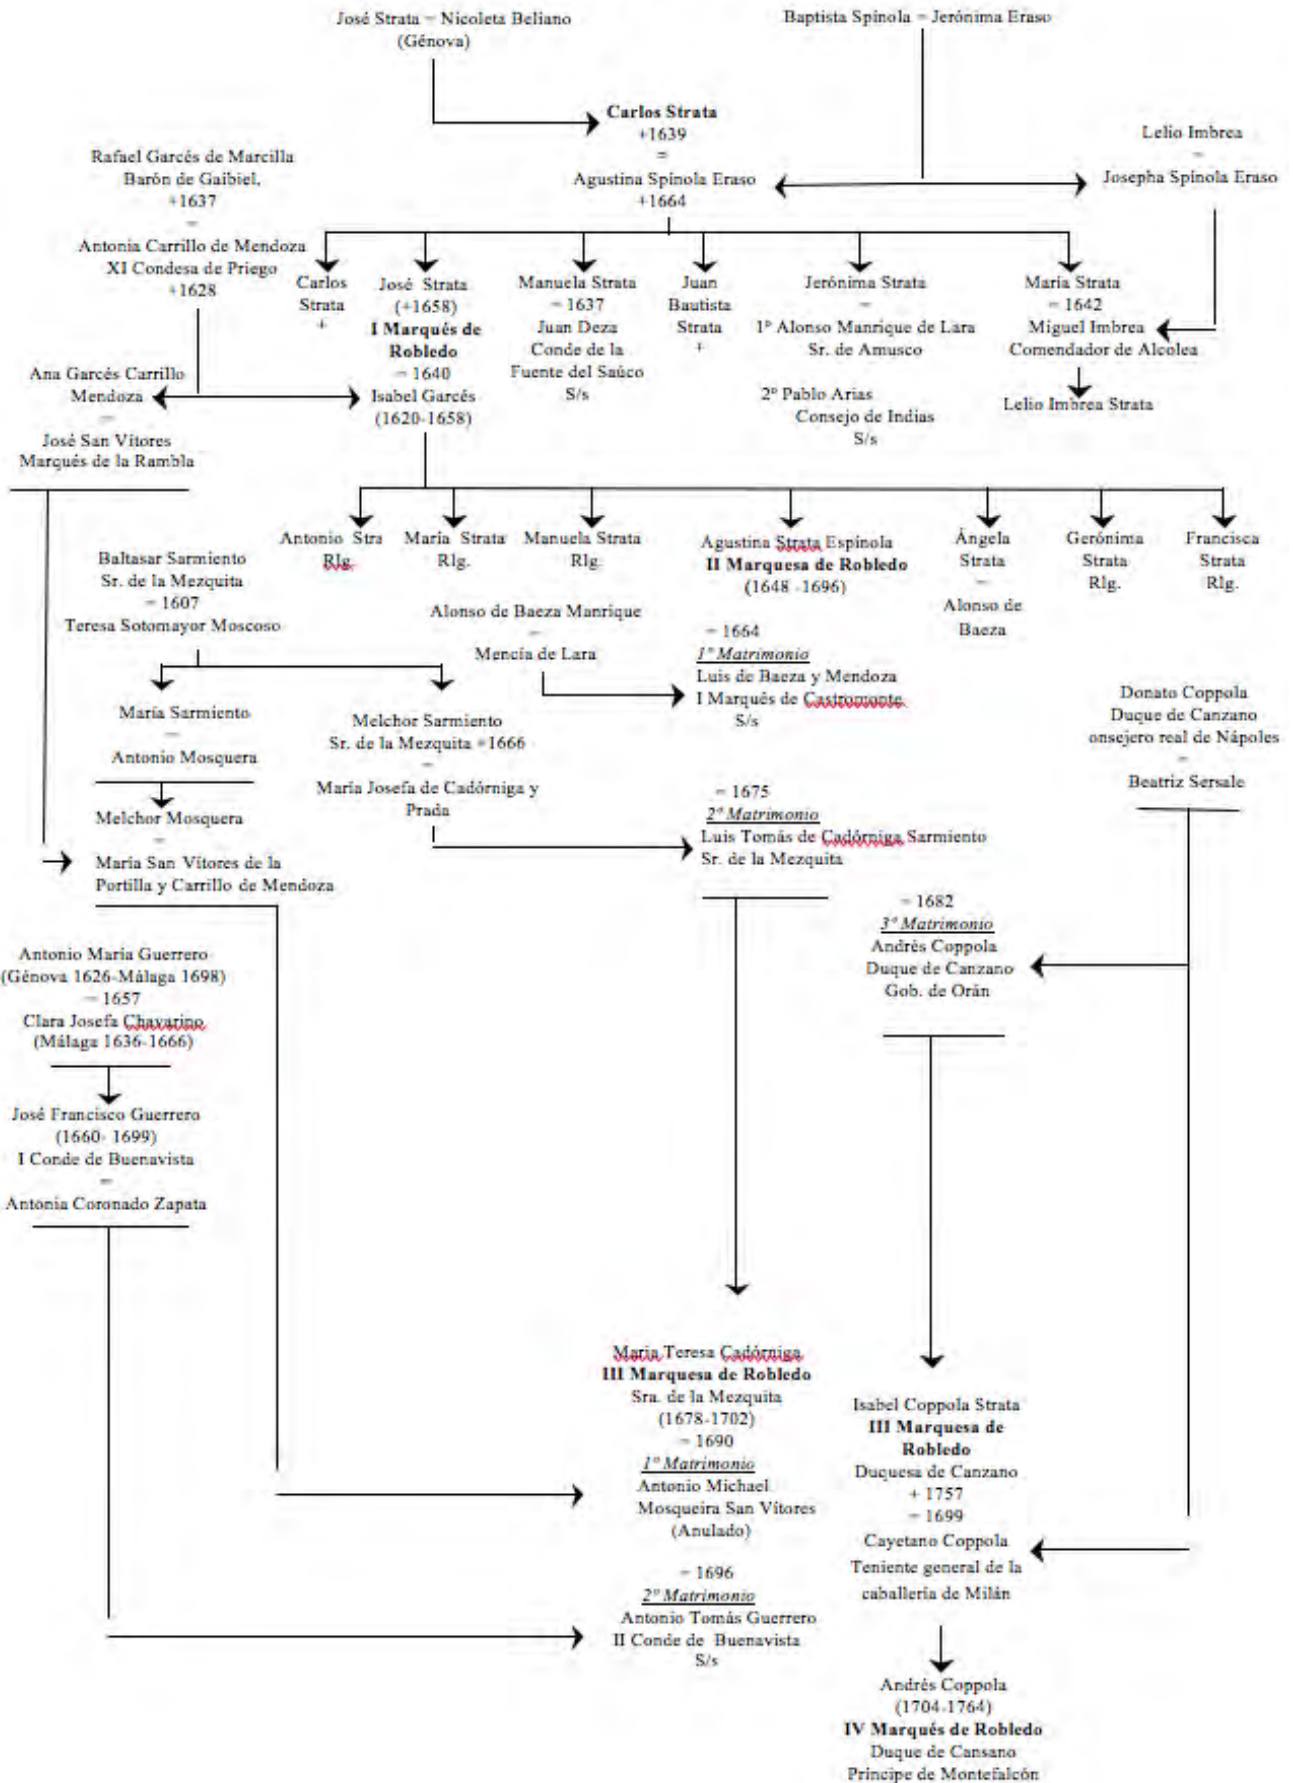 José Strata = Nicoleta Beliano
(Génova)
Baptista Spínola = Jerónima Eraso
Carlos Strata
+1639
=
Agustina Spínola Eraso
+1664
Lelio Imbrea
=
Josepha Spínola Eraso
Rafael Garcés de Marcilla
Barón de Gaibiel,
+1637
=
Antonia Carrillo de Mendoza
XI Condesa de Priego
+1628
Carlos
Strata
+
José Strata
(+1658)
I Marqués de
Robledo
= 1640
Isabel Garcés
(1620-1658)
Manuela Strata
= 1637
Juan Deza
Conde de la
Fuente del Saúco
S/s
Juan
Bautista
Strata
+
Jerónima Strata
=
1º Alonso Manrique de Lara
Sr. de Amusco
2º Pablo Arias
Consejo de Indias
S/s
María Strata
= 1642
Miguel Imbrea
Comendador de Alcolea
Lelio Imbrea Strata
Ana Garcés Carrillo
Mendoza
=
José San Vítores
Marqués de la Rambla
Antonio Stra
Rlg.
María Strata
Rlg.
Manuela Strata
Rlg.
Agustina Strata Espínola
II Marquesa de Robledo
(1648 -1696)
Ángela
Strata
=
Alonso de
Baeza
Gerónima
Strata
Rlg.
Francisca
Strata
Rlg.
Baltasar Sarmiento
Sr. de la Mezquita
= 1607
Teresa Sotomayor Moscoso
Alonso de Baeza Manrique
=
Mencía de Lara
= 1664
1º Matrimonio
Luis de Baeza y Mendoza
I Marqués de Castromonte
S/s
María Sarmiento
=
Antonio Mosquera
Melchor Sarmiento
Sr. de la Mezquita +1666
=
María Josefa de Cadórniga y
Prada
Donato Coppola
Duque de Canzano
onsejero real de Nápoles
=
Beatriz Sersale
Melchor Mosquera
=
María San Vítores de la
Portilla y Carrillo de Mendoza
= 1675
2º Matrimonio
Luis Tomás de Cadórniga Sarmiento
Sr. de la Mezquita
= 1682
3º Matrimonio
Andrés Coppola
Duque de Canzano
Gob. de Orán
Antonio María Guerrero
(Génova 1626-Málaga 1698)
= 1657
Clara Josefa Chavarino
(Málaga 1636-1666)
José Francisco Guerrero
(1660- 1699)
I Conde de Buenavista
=
Antonia Coronado Zapata
María Teresa Cadórniga
III Marquesa de Robledo
Sra. de la Mezquita
(1678-1702)
= 1690
1º Matrimonio
Antonio Michael
Mosqueira San Vítores
(Anulado)
= 1696
2º Matrimonio
Antonio Tomás Guerrero
II Conde de Buenavista
S/s
Isabel Coppola Strata
III Marquesa de
Robledo
Duquesa de Canzano
+ 1757
= 1699
Cayetano Coppola
Teniente general de la
caballería de Milán
Andrés Coppola
(1704-1764)
IV Marqués de Robledo
Duque de Cansano
Príncipe de Montefalcón